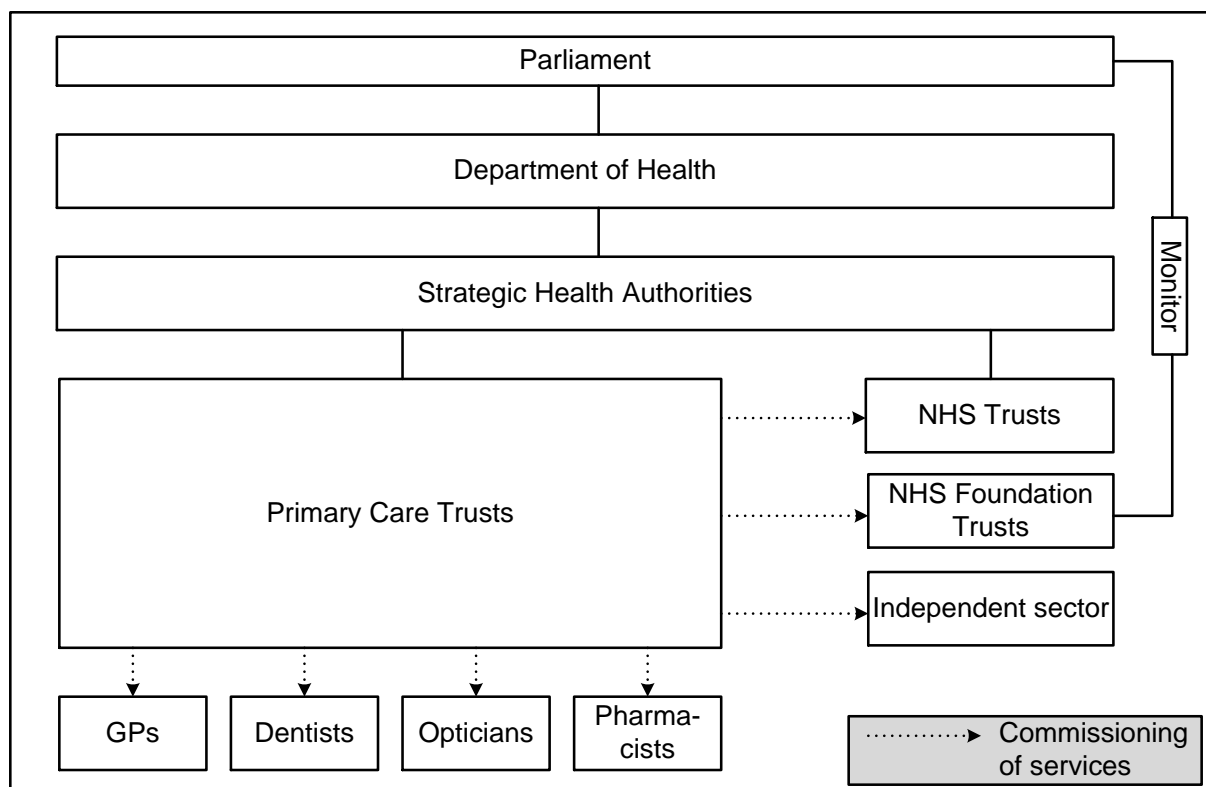 Parliament
Department of Health
Strategic Health Authorities
Monitor
Primary Care Trusts
NHS Trusts
NHS Foundation
Trusts
Independent sector
GPs
Dentists
Opticians
Pharma-
cists
Commissioning
of services